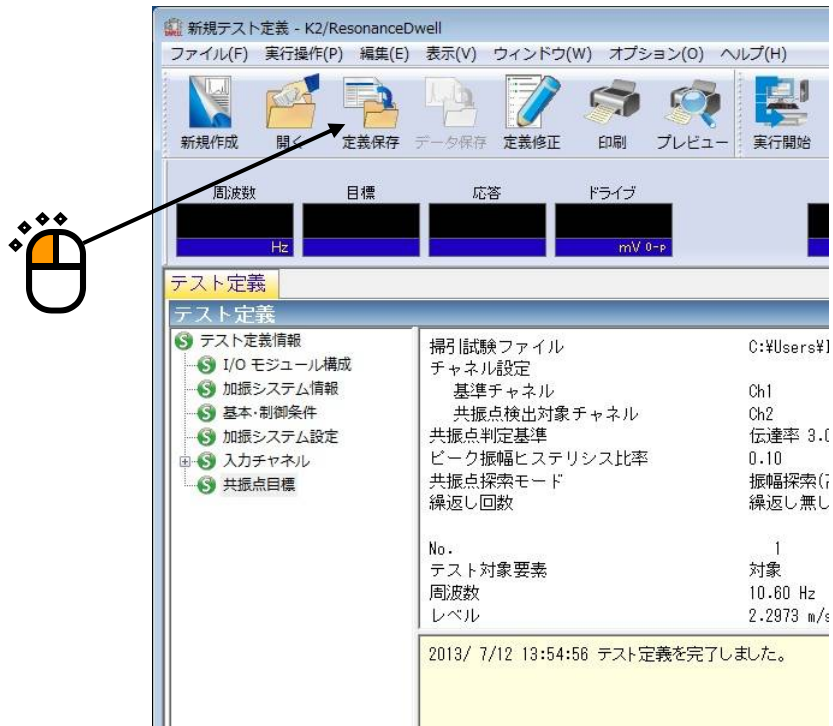 新規テスト定義 - K2/ResonanceDwell
ファイル(F) 実行操作(P) 編集(E) 表示(V) ウィンドウ(W) オプション(O) ヘルプ(H)
新規作成 開く 定義保存 データ保存 定義修正 印刷 プレビュー 実行開始
周波数 目標 応答 ドライブ
Hz mV 0-P
テスト定義
テスト定義
テスト定義情報
I/O モジュール構成
加振システム情報
基本・制御条件
加振システム設定
入力チャネル
共振点目標
掃引試験ファイル C:¥Users¥
チャネル設定
基準チャネル Ch1
共振点検出対象チャネル Ch2
共振点判定基準 伝達率 3.0
ピーク振幅ヒステリシス比率 0.10
共振点探索モード 振幅探索(
繰返し回数 繰返し無し
No. 1
テスト対象要素 対象
周波数 10.60 Hz
レベル 2.2973 m/s
2013/ 7/12 13:54:56 テスト定義を完了しました。